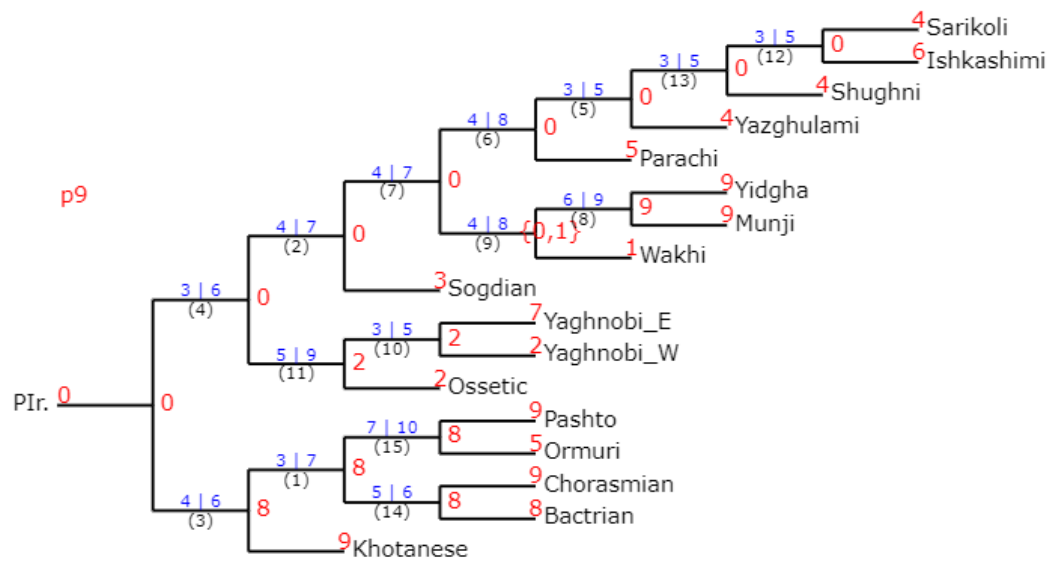 4 Sarikoli
3 | 5
(12)
0
6 Ishkashimi
3 | 5
(13)
0
4 Shughni
3 | 5
(5)
0
4 Yazghulami
4 | 8
(6)
0
5 Parachi
p9
4 | 7
(7)
0
9 Yidgha
6 | 9
(8)
9
9 Munji
4 | 8
(9)
{0,1}
1 Wakhi
4 | 7
(2)
0
3 Sogdian
3 | 6
(4)
0
7 Yaghnobi_E
3 | 5
(10)
2
2 Yaghnobi_W
5 | 9
(11)
2
2 Ossetic
PIr. 0
0
9 Pashto
7 | 10
(15)
8
5 Ormuri
3 | 7
(1)
8
9 Chorasmian
5 | 6
(14)
8
8 Bactrian
4 | 6
(3)
8
9 Khotanese